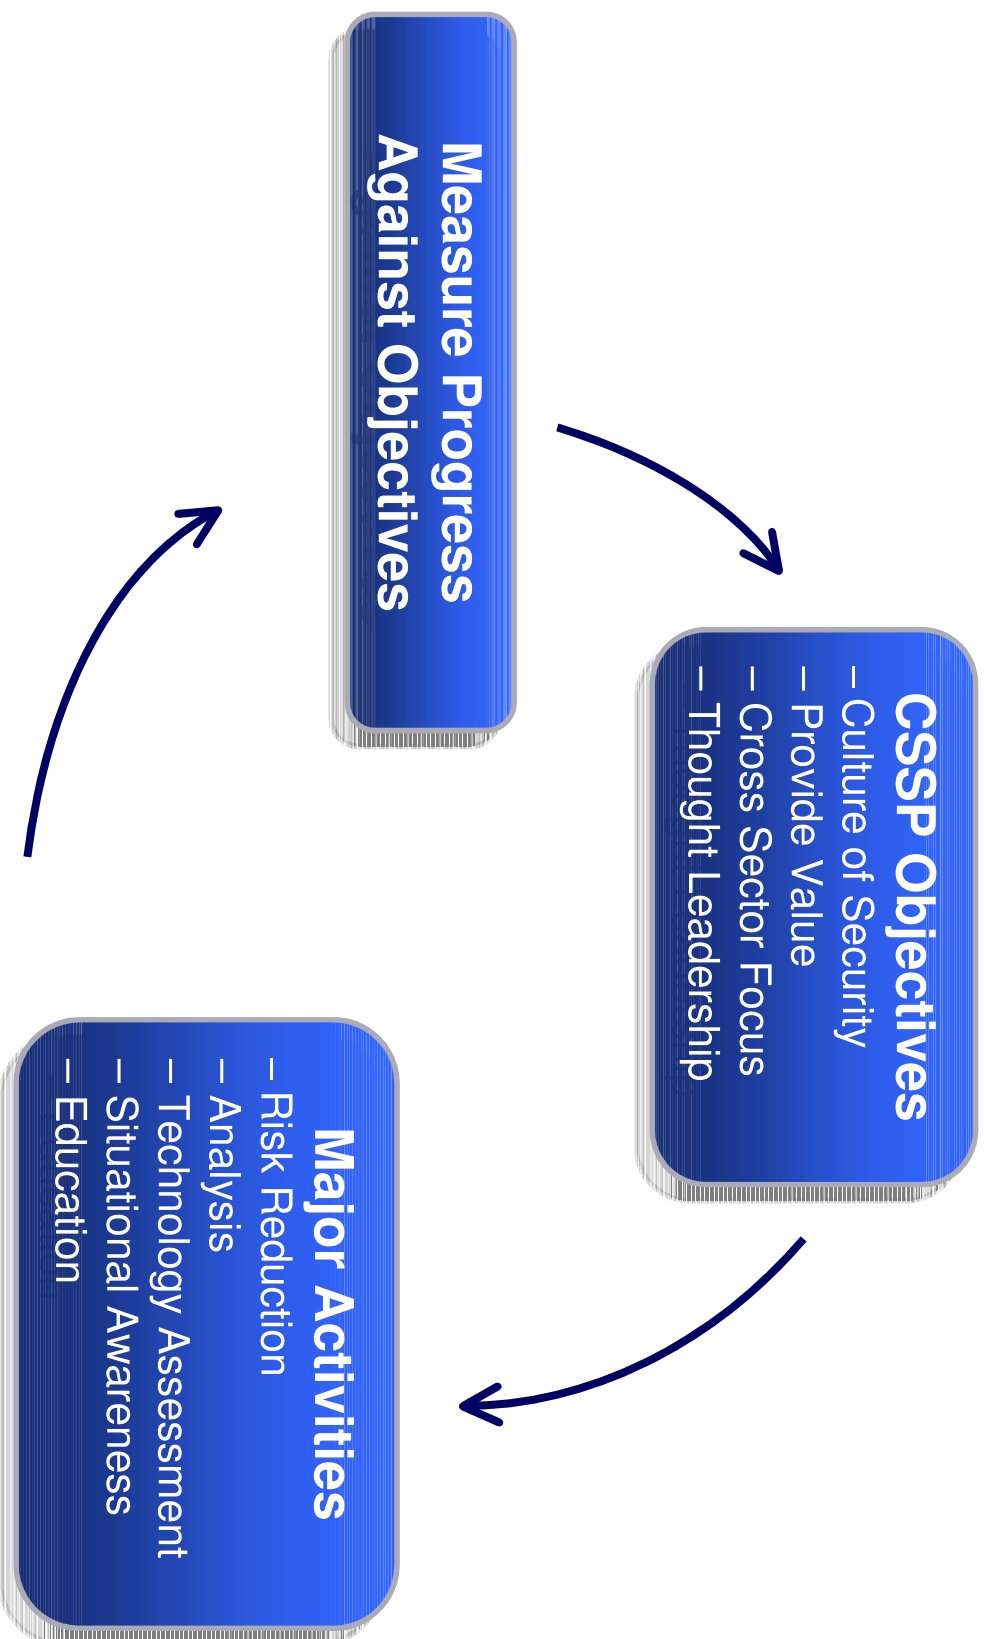 CSSP Objectives
– Culture of Security
– Provide Value
– Cross Sector Focus
– Thought Leadership
Major Activities
– Risk Reduction
– Analysis
– Technology Assessment
– Situational Awareness
– Education
Measure Progress
Against Objectives